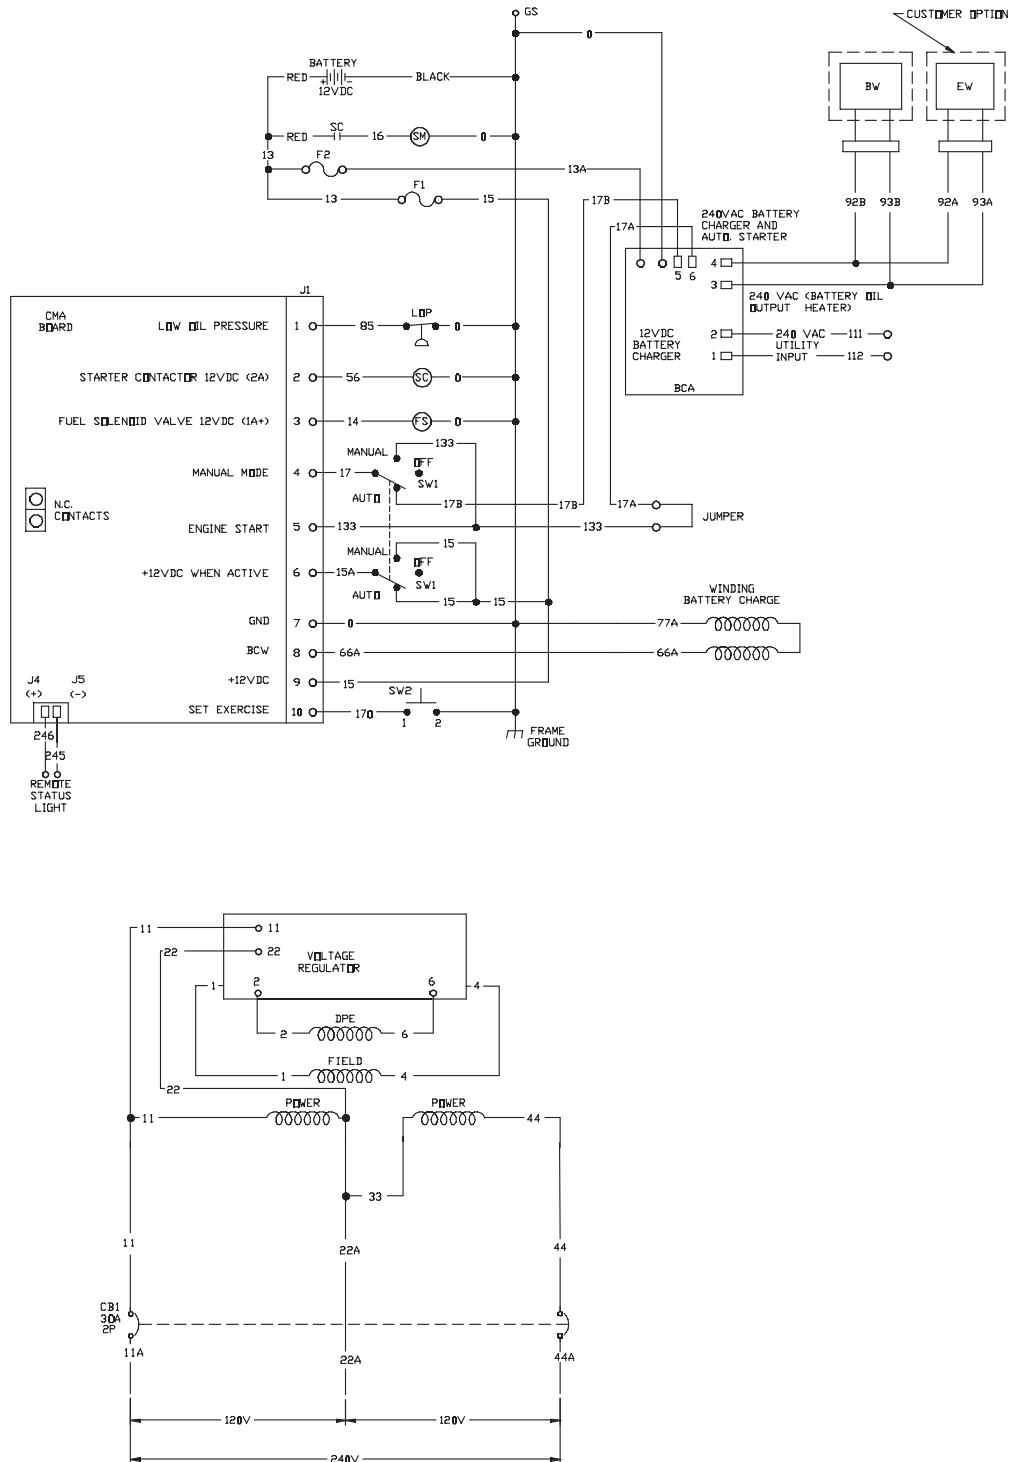 GS
CUSTOMER OPTION
0
BATTERY
RED + - BLACK
12VDC
BW
EW
SC
RED 16 SM 0
13
F2
13A
F1
13 15
17B
92B 93B 92A 93A
240VAC BATTERY
CHARGER AND
AUTO. STARTER
17A
4
5 6
3
240 VAC (BATTERY OIL
OUTPUT HEATER)
J1
CMA
BOARD
LOW OIL PRESSURE 1 85 LOP 0
12VDC
BATTERY
CHARGER
2 240 VAC 111
UTILITY
1 INPUT 112
BCA
STARTER CONTACTOR 12VDC (2A) 2 56 SC 0
FUEL SOLENOID VALVE 12VDC (1A+) 3 14 FS 0
133
MANUAL
OFF
MANUAL MODE 4 17
SW1
AUTO
17B 17B 17A
N.C.
CONTACTS
JUMPER
ENGINE START 5 133 133
15
MANUAL
OFF
+12VDC WHEN ACTIVE 6 15A
SW1
AUTO
15 15
WINDING
BATTERY CHARGE
GND 7 0 77A
BCW 8 66A 66A
+12VDC 9 15
J4 J5
(+) (-)
SW2
SET EXERCISE 10 170
1 2
FRAME
GROUND
246
245
REMOTE
STATUS
LIGHT
11 11
22 22
VOLTAGE
REGULATOR
1 2 6 4
DPE
2 6
FIELD
1 4
22
POWER POWER
11 44
33
11 22A 44
CB1
30A
2P
11A 22A 44A
120V 120V
240V